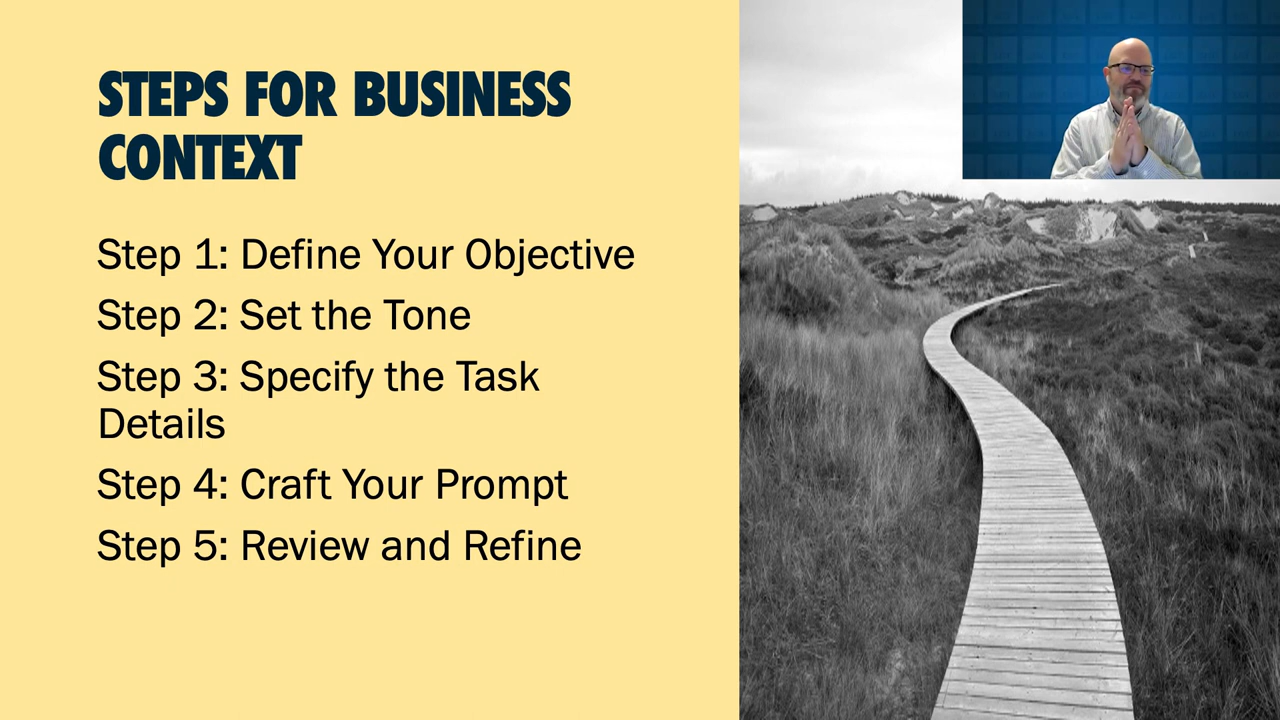 STEPS FOR BUSINESS
CONTEXT
Step 1: Define Your Objective
Step 2: Set the Tone
Step 3: Specify the Task
Details
Step 4: Craft Your Prompt
Step 5: Review and Refine